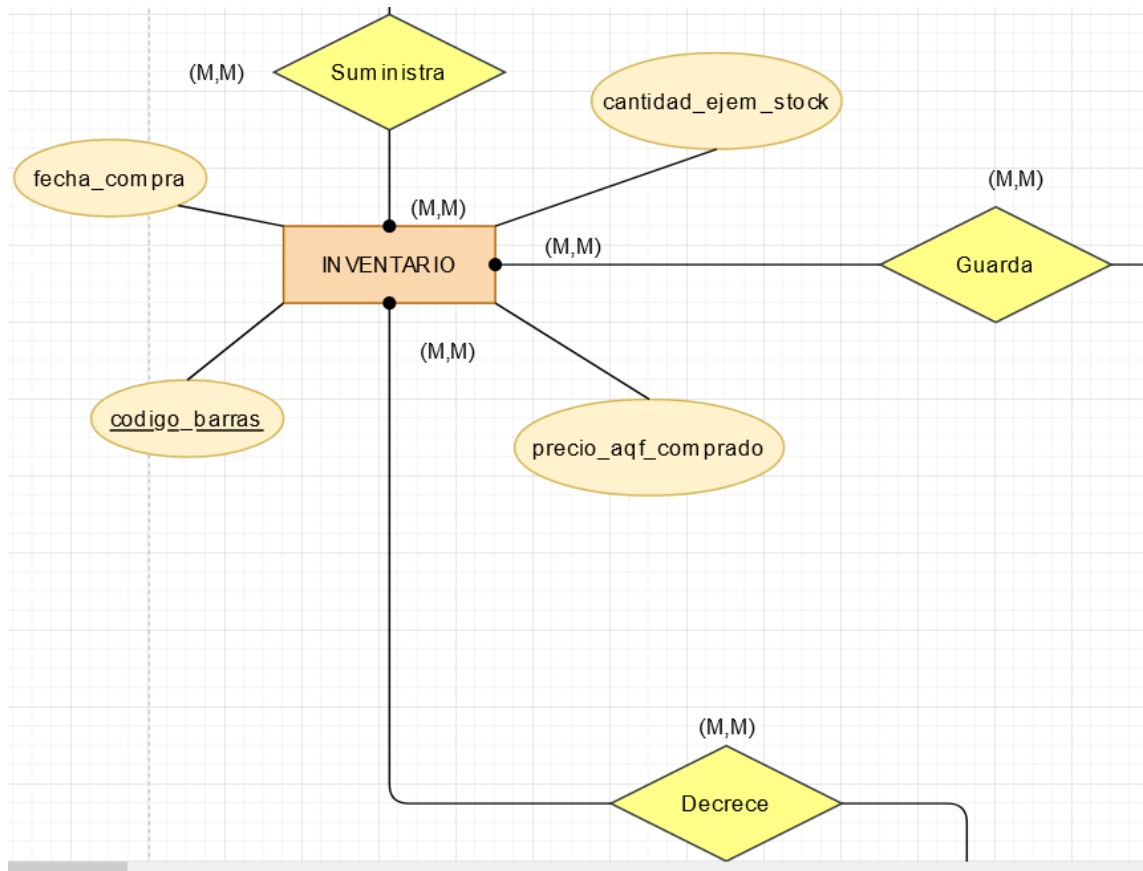 (M,M)
Suministra
cantidad_ejem_stock
fecha_compra
(M,M)
(M,M)
INVENTARIO
(M,M)
Guarda
(M,M)
codigo_barras
precio_aqf_comprado
(M,M)
Decrece